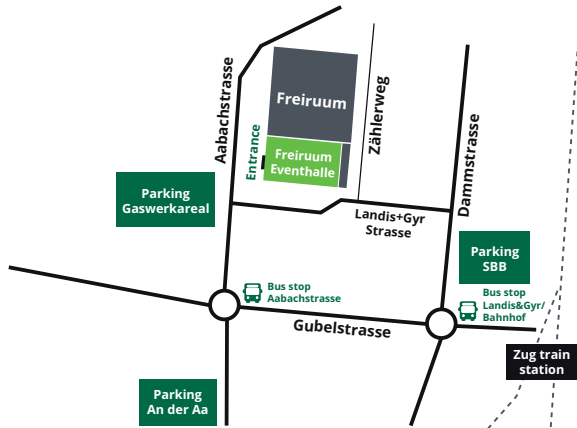 Aabachstrasse
Freiruum
Zählerweg
Dammstrasse
Entrance
Freiruum
Eventhalle
Parking
Gaswerkareal
Landis+Gyr
Strasse
Parking
SBB
Bus stop
Aabachstrasse
Bus stop
Landis&Gyr/
Bahnhof
Gubelstrasse
Zug train
station
Parking
An der Aa